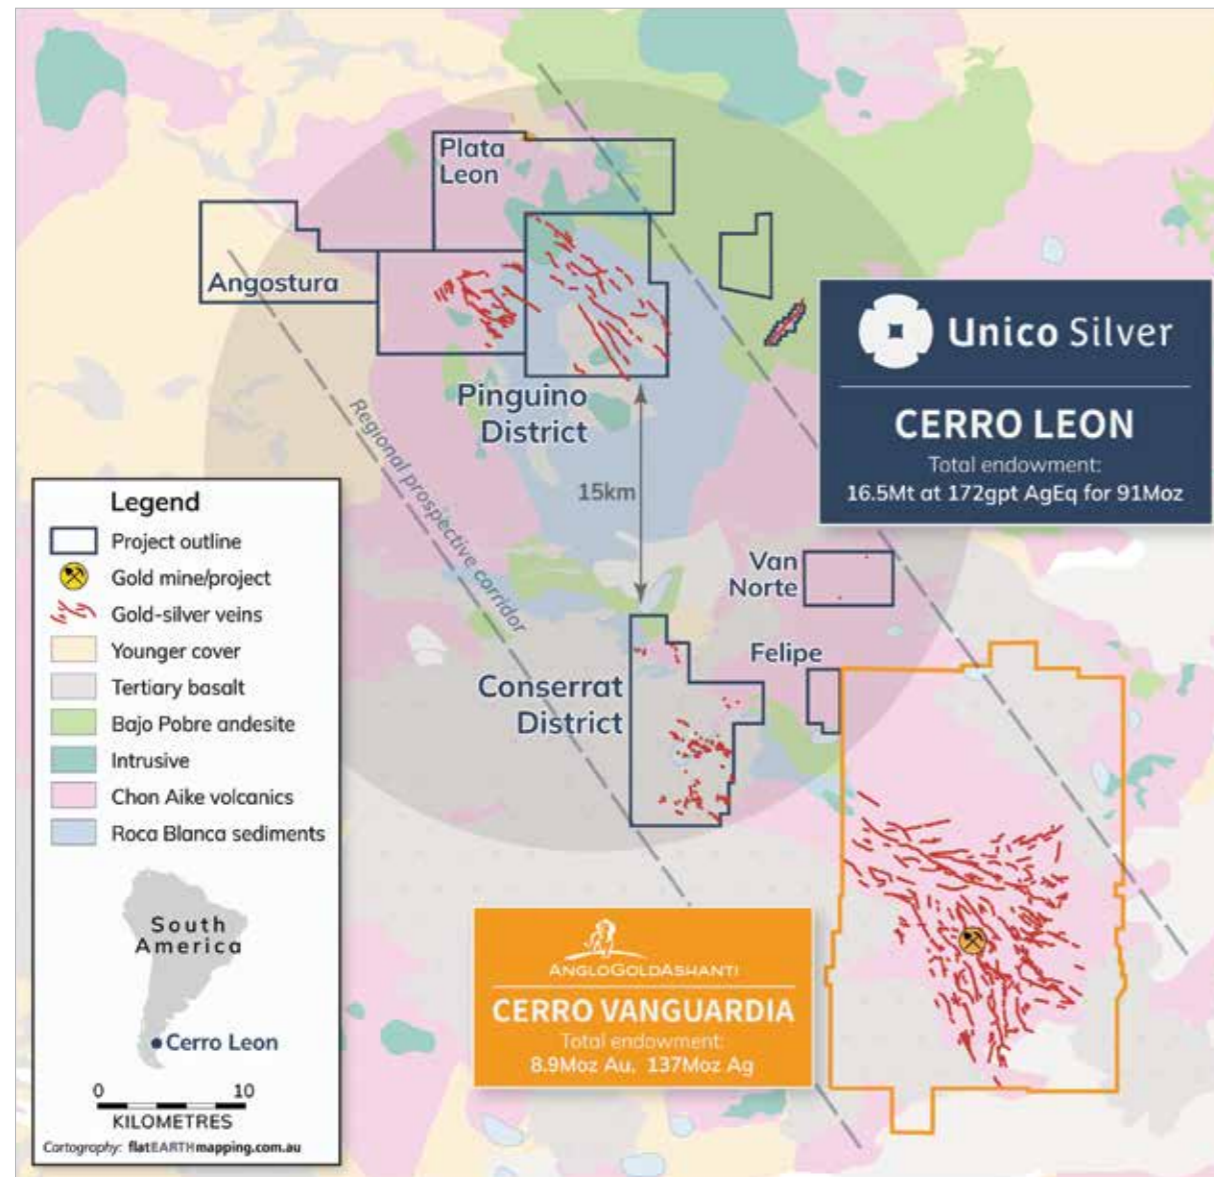 Plata
Leon
Angostura
Pinguino
District
Regional prospective corridor
15km
Unico Silver
CERRO LEON
Total endowment:
16.5Mt at 172gpt AgEq for 91Moz
Van
Norte
Felipe
Conserrat
District
Legend
Project outline
Gold mine/project
Gold-silver veins
Younger cover
Tertiary basalt
Bajo Pobre andesite
Intrusive
Chon Aike volcanics
Roca Blanca sediments
South
America
Cerro Leon
0 10
KILOMETRES
Cartography: flatEARTHmapping.com.au
ANGLOGOLDASHANTI
CERRO VANGUARDIA
Total endowment:
8.9Moz Au, 137Moz Ag